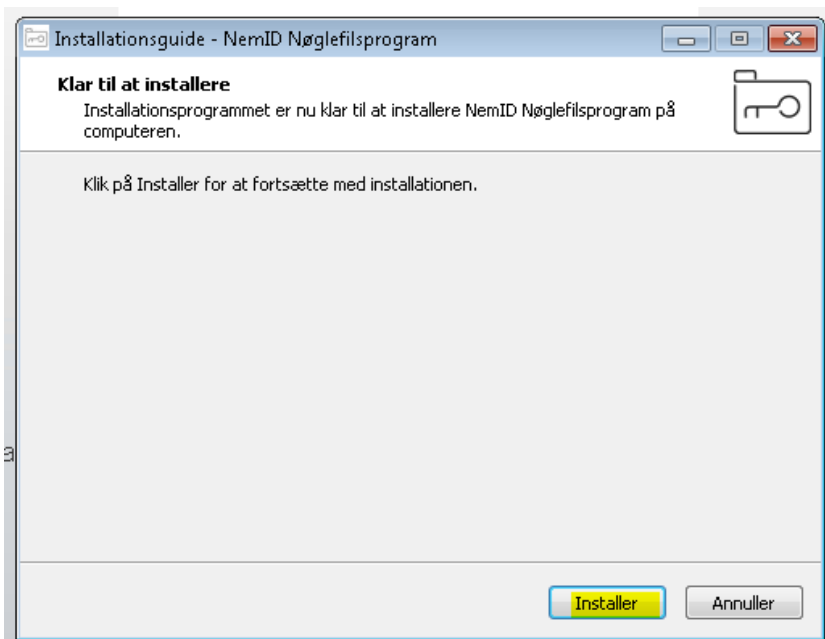 Installationsguide - NemID Nøglefilsprogram
Klar til at installere
Installationsprogrammet er nu klar til at installere NemID Nøglefilsprogram på
computeren.
Klik på Installer for at fortsætte med installationen.
a
Installer
Annuller